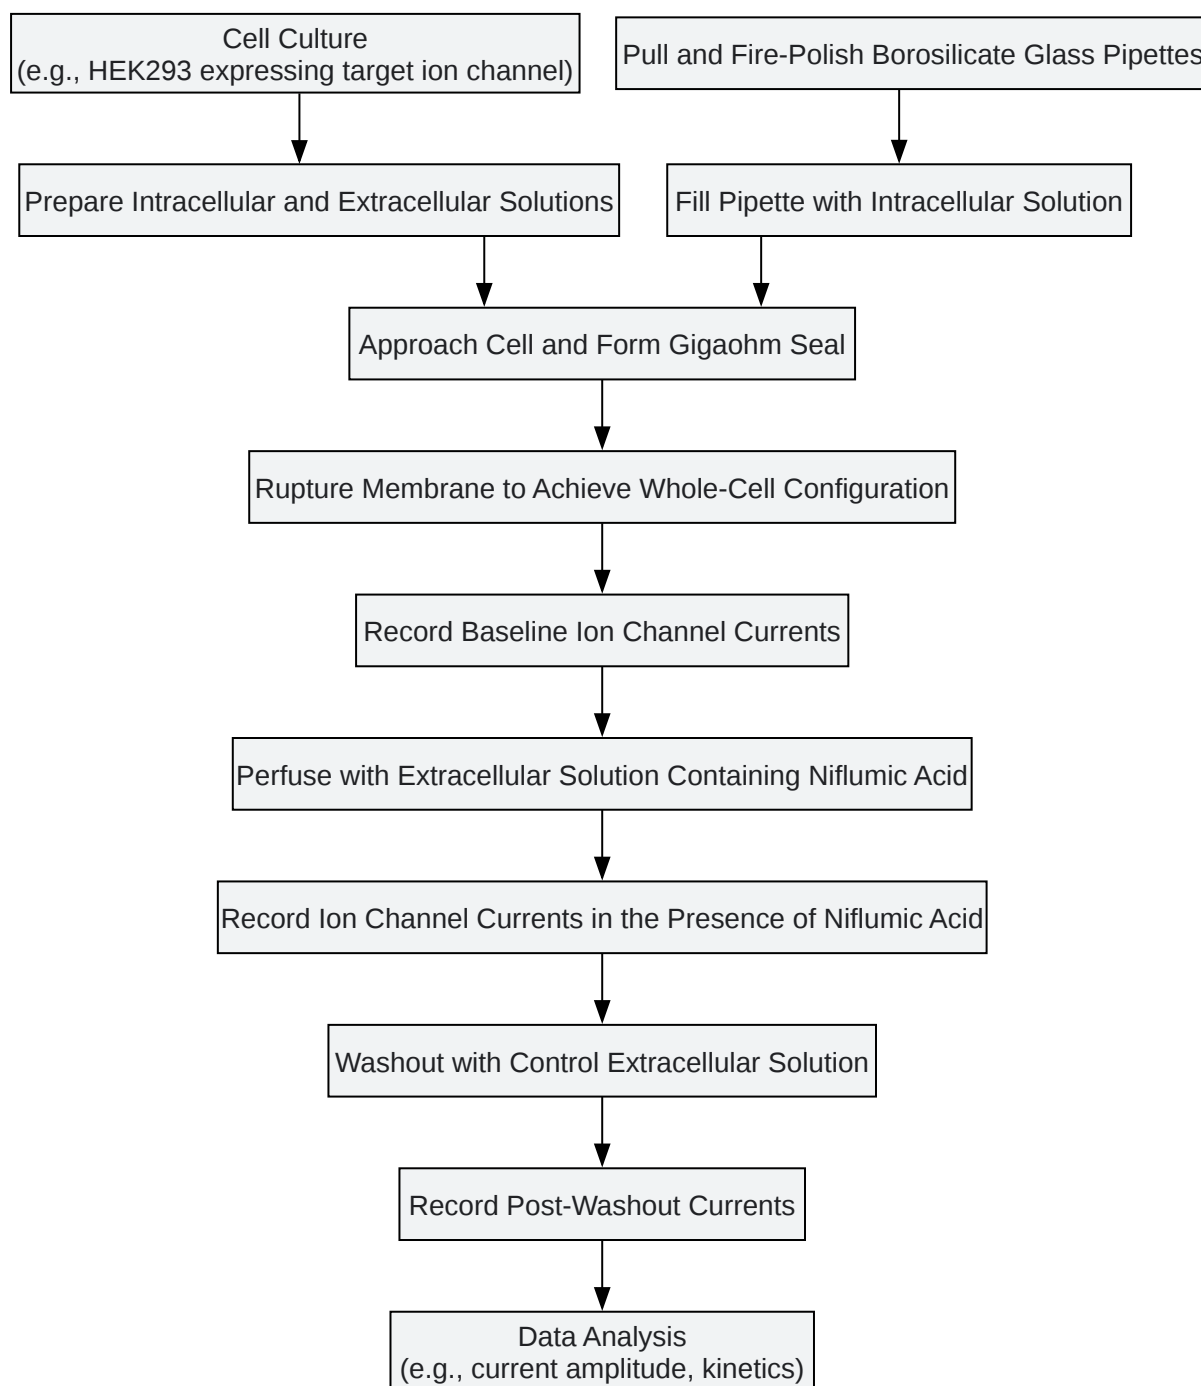 Cell Culture
(e.g., HEK293 expressing target ion channel)
Pull and Fire-Polish Borosilicate Glass Pipettes
Prepare Intracellular and Extracellular Solutions
Fill Pipette with Intracellular Solution
Approach Cell and Form Gigaohm Seal
Rupture Membrane to Achieve Whole-Cell Configuration
Record Baseline Ion Channel Currents
Perfuse with Extracellular Solution Containing Niflumic Acid
Record Ion Channel Currents in the Presence of Niflumic Acid
Washout with Control Extracellular Solution
Record Post-Washout Currents
Data Analysis
(e.g., current amplitude, kinetics)